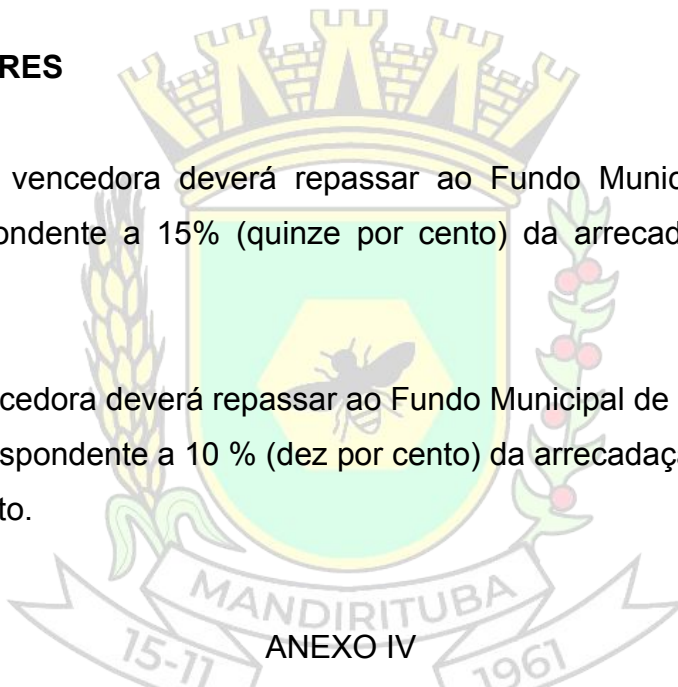 RES
vencedora deverá repassar ao Fundo Munic
ondente a 15% (quinze por cento) da arrecad
cedora deverá repassar ao Fundo Municipal de
spondente a 10 % (dez por cento) da arrecadaç
to.
MANDIRITUBA
ANEXO IV
15-11 1961